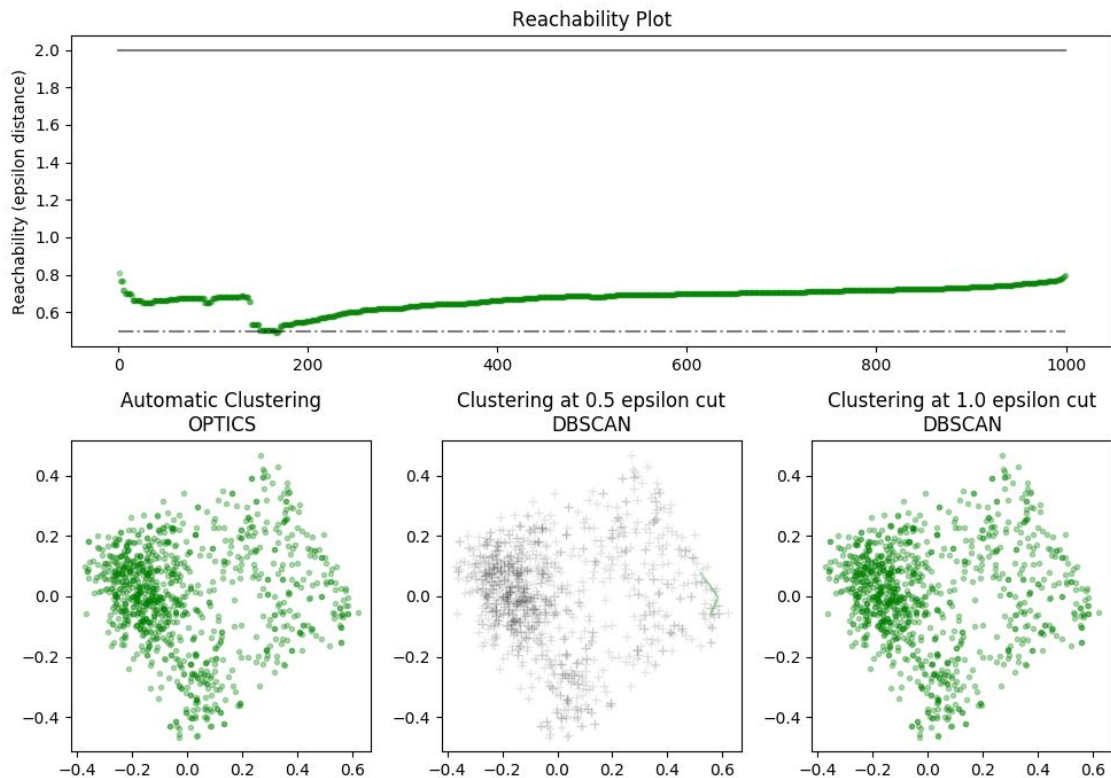 Reachability Plot
Reachability (epsilon distance)
2.0
1.8
1.6
1.4
1.2
1.0
0.8
0.6
0 200 400 600 800 1000
Automatic Clustering
OPTICS
0.4
0.2
0.0
−0.2
−0.4
−0.4 −0.2 0.0 0.2 0.4 0.6
Clustering at 0.5 epsilon cut
DBSCAN
0.4
0.2
0.0
−0.2
−0.4
−0.4 −0.2 0.0 0.2 0.4 0.6
Clustering at 1.0 epsilon cut
DBSCAN
0.4
0.2
0.0
−0.2
−0.4
−0.4 −0.2 0.0 0.2 0.4 0.6